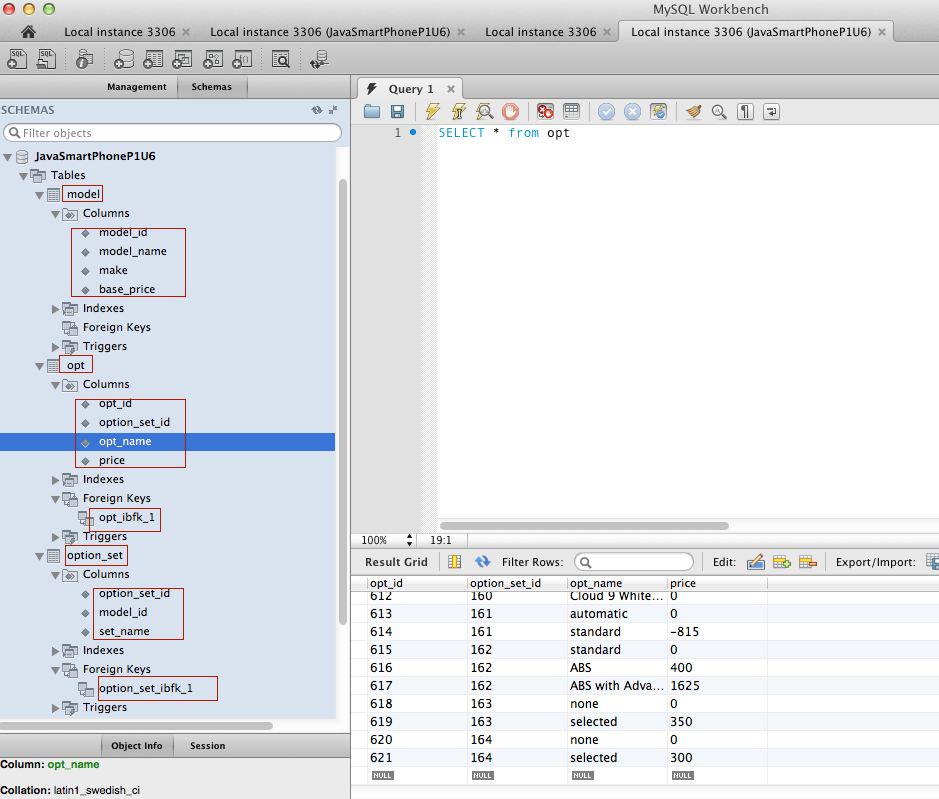 MySQL Workbench
Local instance 3306 Local instance 3306 (JavaSmartPhoneP1U6) Local instance 3306 Local instance 3306 (JavaSmartPhoneP1U6)
Management Schemas
SCHEMAS
Filter objects
JavaSmartPhoneP1U6
Tables
model
Columns
model_id
model_name
make
base_price
Indexes
Foreign Keys
Triggers
opt
Columns
opt_id
option_set_id
opt_name
price
Indexes
Foreign Keys
opt_ibfk_1
Triggers
option_set
Columns
option_set_id
model_id
set_name
Indexes
Foreign Keys
option_set_ibfk_1
Triggers
Object Info Session
Column: opt_name
Collation: latin1_swedish_ci
Query 1
1 SELECT * from opt
100% 19:1
Result Grid Filter Rows: Edit: Export/Import:
opt_id option_set_id opt_name price
612 160 Cloud 9 White... 0
613 161 automatic 0
614 161 standard -815
615 162 standard 0
616 162 ABS 400
617 162 ABS with Adva... 1625
618 163 none 0
619 163 selected 350
620 164 none 0
621 164 selected 300
NULL NULL NULL NULL